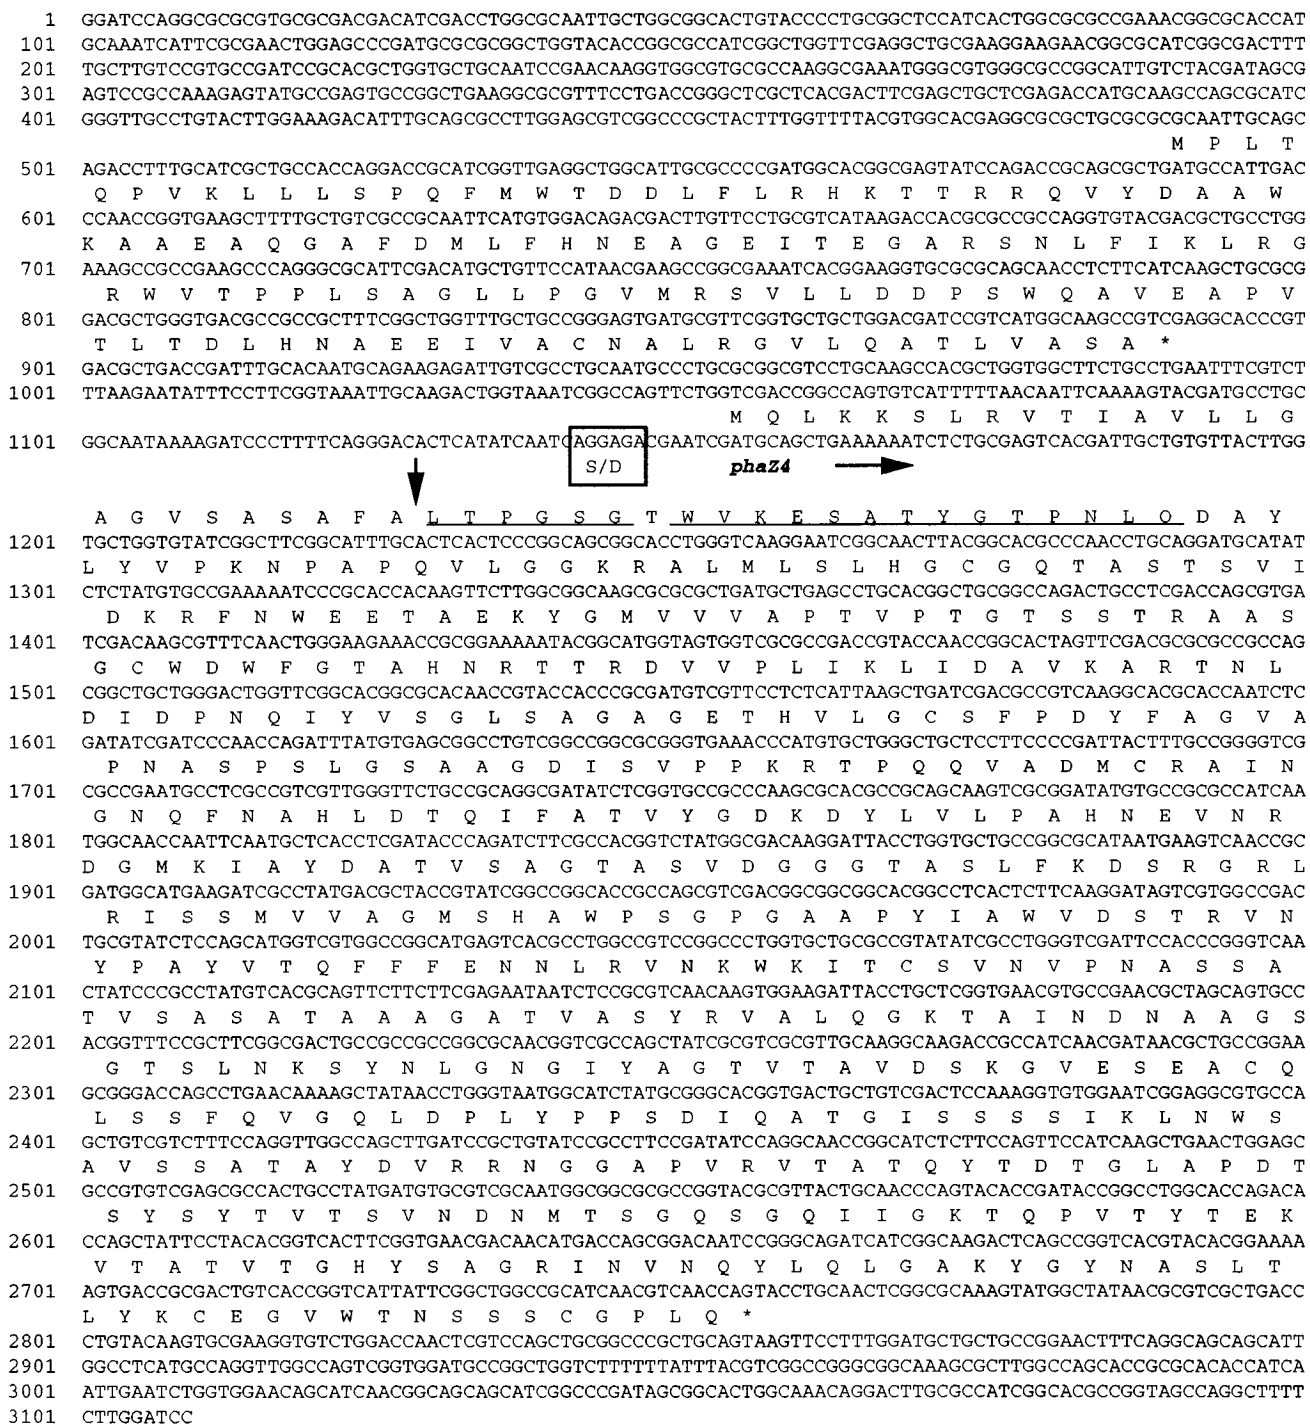 1 GGATCCAGGCGCGCGTGCGCGACGACATCGACCTGGCGCAATTGCTGGCGGCACTGTACCCCTGCGGCTCCATCACTGGCGCGCCGAAACGGCGCACCAT
101 GCAAATCATTCGCGAACTGGAGCCCGATGCGCGCGGCTGGTACACCGGCGCCATCGGCTGGTTCGAGGCTGCGAAGGAAGAACGGCGCATCGGCGACTTT
201 TGCTTGTCCGTGCCGATCCGCACGCTGGTGCTGCAATCCGAACAAGGTGGCGTGCGCCAAGGCGAAATGGGCGTGGGCGCCGGCATTGTCTACGATAGCG
301 AGTCCGCCAAAGAGTATGCCGAGTGCCGGCTGAAGGCGCGTTTCCTGACCGGGCTCGCTCACGACTTCGAGCTGCTCGAGACCATGCAAGCCAGCGCATC
401 GGGTTGCCTGTACTTGGAAAGACATTTGCAGCGCCTTGGAGCGTCGGCCCGCTACTTTGGTTTTTACGTGGCACGAGGCGCGCTGCGCGCGCAATTGCAGC
M P L T
501 AGACCTTTGCATCGCTGCCACCAGGACCGCATCGGTTGAGGCTGGCATTGCGCCCCGATGGCACGGCGAGTATCCAGACCGCAGCGCTGATGCCATTGAC
Q P V K L L L S P Q F M W T D D L F L R H K T T R R Q V Y D A A W
601 CCAACCGGTGAAGCTTTTGCTGTCGCCGCAATTCATGTGGACAGACGACTTGTTCCTGCGTCATAAGACCACGCGCCGCCAGGTGTACGACGCTGCCTGG
K A A E A Q G A F D M L F H N E A G E I T E G A R S N L F I K L R G
701 AAAGCCGCCGAAGCCCAGGGCGCATTCGACATGCTGTTCCATAACGAAGCCGGCGAAATCACGGAAGGTGCGCGCAGCAACCTCTTCATCAAGCTGCGCG
R W V T P P L S A G L L P G V M R S V L L D D P S W Q A V E A P V
801 GACGCTGGGTGACGCCGCCGCTTTCGGCTGGTTTGCTGCCGGGAGTGATGCGTTCGGTGCTGCTGGACGATCCGTCATGGCAAGCCGTCGAGGCACCCGT
T L T D L H N A E E I V A C N A L R G V L Q A T L V A S A *
901 GACGCTGACCGATTTGCACAATGCAGAAGAGATTGTCGCCTGCAATGCCCTGCGCGGCGTCCTGCAAGCCACGCTGGTGGCTTCTGCCTGAATTTCGTCT
1001 TTAAGAATATTTCCTTCGGTAAATTGCAAGACTGGTAAATCGGCCAGTTCTGGTCGACCGGCCAGTGTCATTTTTAACAATTCAAAAGTACGATGCCTGC
M Q L K K S L R V T I A V L L G
1101 GGCAATAAAAGATCCCTTTTCAGGGACACTCATATCAATCAGGAGACGAATCGATGCAGCTGAAAAAATCTCTGCGAGTCACGATTGCTGTGTTACTTGG
S/D phaZ4
A G V S A S A F A L T P G S G T W V K E S A T Y G T P N L Q D A Y
1201 TGCTGGTGTATCGGCTTCGGCATTTGCACTCACTCCCGGCAGCGGCACCTGGGTCAAGGAATCGGCAACTTACGGCACGCCCAACCTGCAGGATGCATAT
L Y V P K N P A P Q V L G G K R A L M L S L H G C G Q T A S T S V I
1301 CTCTATGTGCCGAAAAATCCCGCACCACAAGTTCTTGGCGGCAAGCGCGCGCTGATGCTGAGCCTGCACGGCTGCGGCCAGACTGCCTCGACCAGCGTGA
D K R F N W E E T A E K Y G M V V V A P T V P T G T S S T R A A S
1401 TCGACAAGCGTTTCAACTGGGAAGAAACCGCGGAAAAATACGGCATGGTAGTGGTCGCGCCGACCGTACCAACCGGCACTAGTTCGACGCGCGCCGCCAG
G C W D W F G T A H N R T T R D V V P L I K L I D A V K A R T N L
1501 CGGCTGCTGGGACTGGTTCGGCACGGCGCACAACCGTACCACCCGCGATGTCGTTCCTCTCATTAAGCTGATCGACGCCGTCAAGGCACGCACCAATCTC
D I D P N Q I Y V S G L S A G A G E T H V L G C S F P D Y F A G V A
1601 GATATCGATCCCAACCAGATTTATGTGAGCGGCCTGTCGGCCGGCGCGGGTGAAACCCATGTGCTGGGCTGCTCCTTCCCCGATTACTTTGCCGGGGTCG
P N A S P S L G S A A G D I S V P P K R T P Q Q V A D M C R A I N
1701 CGCCGAATGCCTCGCCGTCGTTGGGTTCTGCCGCAGGCGATATCTCGGTGCCGCCCAAGCGCACGCCGCAGCAAGTCGCGGATATGTGCCGCGCCATCAA
G N Q F N A H L D T Q I F A T V Y G D K D Y L V L P A H N E V N R
1801 TGGCAACCAATTCAATGCTCACCTCGATACCCAGATCTTCGCCACGGTCTATGGCGACAAGGATTACCTGGTGCTGCCGGCGCATAATGAAGTCAACCGC
D G M K I A Y D A T V S A G T A S V D G G G T A S L F K D S R G R L
1901 GATGGCATGAAGATCGCCTATGACGCTACCGTATCGGCCGGCACCGCCAGCGTCGACGGCGGCGGCACGGCCTCACTCTTCAAGGATAGTCGTGGCCGAC
R I S S M V V A G M S H A W P S G P G A A P Y I A W V D S T R V N
2001 TGCGTATCTCCAGCATGGTCGTGGCCGGCATGAGTCACGCCTGGCCGTCCGGCCCTGGTGCTGCGCCGTATATCGCCTGGGTCGATTCCACCCGGGTCAA
Y P A Y V T Q F F F E N N L R V N K W K I T C S V N V P N A S S A
2101 CTATCCCGCCTATGTCACGCAGTTCTTCTTCGAGAATAATCTCCGCGTCAACAAGTGGAAGATTACCTGCTCGGTGAACGTGCCGAACGCTAGCAGTGCC
T V S A S A T A A A G A T V A S Y R V A L Q G K T A I N D N A A G S
2201 ACGGTTTCCGCTTCGGCGACTGCCGCCGCCGGCGCAACGGTCGCCAGCTATCGCGTCGCGTTGCAAGGCAAGACCGCCATCAACGATAACGCTGCCGGAA
G T S L N K S Y N L G N G I Y A G T V T A V D S K G V E S E A C Q
2301 GCGGGACCAGCCTGAACAAAAGCTATAACCTGGGTAATGGCATCTATGCGGGCACGGTGACTGCTGTCGACTCCAAAGGTGTGGAATCGGAGGCGTGCCA
L S S F Q V G Q L D P L Y P P S D I Q A T G I S S S S I K L N W S
2401 GCTGTCGTCTTTCCAGGTTGGCCAGCTTGATCCGCTGTATCCGCCTTCCGATATCCAGGCAACCGGCATCTCTTCCAGTTCCATCAAGCTGAACTGGAGC
A V S S A T A Y D V R R N G G A P V R V T A T Q Y T D T G L A P D T
2501 GCCGTGTCGAGCGCCACTGCCTATGATGTGCGTCGCAATGGCGGCGCGCCGGTACGCGTTACTGCAACCCAGTACACCGATACCGGCCTGGCACCAGACA
S Y S Y T V T S V N D N M T S G Q S G Q I I G K T Q P V T Y T E K
2601 CCAGCTATTCCTACACGGTCACTTCGGTGAACGACAACATGACCAGCGGACAATCCGGGCAGATCATCGGCAAGACTCAGCCGGTCACGTACACGGAAAA
V T A T V T G H Y S A G R I N V N Q Y L Q L G A K Y G Y N A S L T
2701 AGTGACCGCGACTGTCACCGGTCATTATTCGGCTGGCCGCATCAACGTCAACCAGTACCTGCAACTCGGCGCAAAGTATGGCTATAACGCGTCGCTGACC
L Y K C E G V W T N S S S C G P L Q *
2801 CTGTACAAGTGCGAAGGTGTCTGGACCAACTCGTCCAGCTGCGGCCCGCTGCAGTAAGTTCCTTTGGATGCTGCTGCCGGAACTTTCAGGCAGCAGCATT
2901 GGCCTCATGCCAGGTTGGCCAGTCGGTGGATGCCGGCTGGTCTTTTTTATTTACGTCGGCCGGGCGGCAAAGCGCTTGGCCAGCACCGCGCACACCATCA
3001 ATTGAATCTGGTGGAACAGCATCAACGGCAGCAGCATCGGCCCGATAGCGGCACTGGCAAACAGGACTTGCGCCATCGGCACGCCGGTAGCCAGGCTTTT
3101 CTTGGATCC